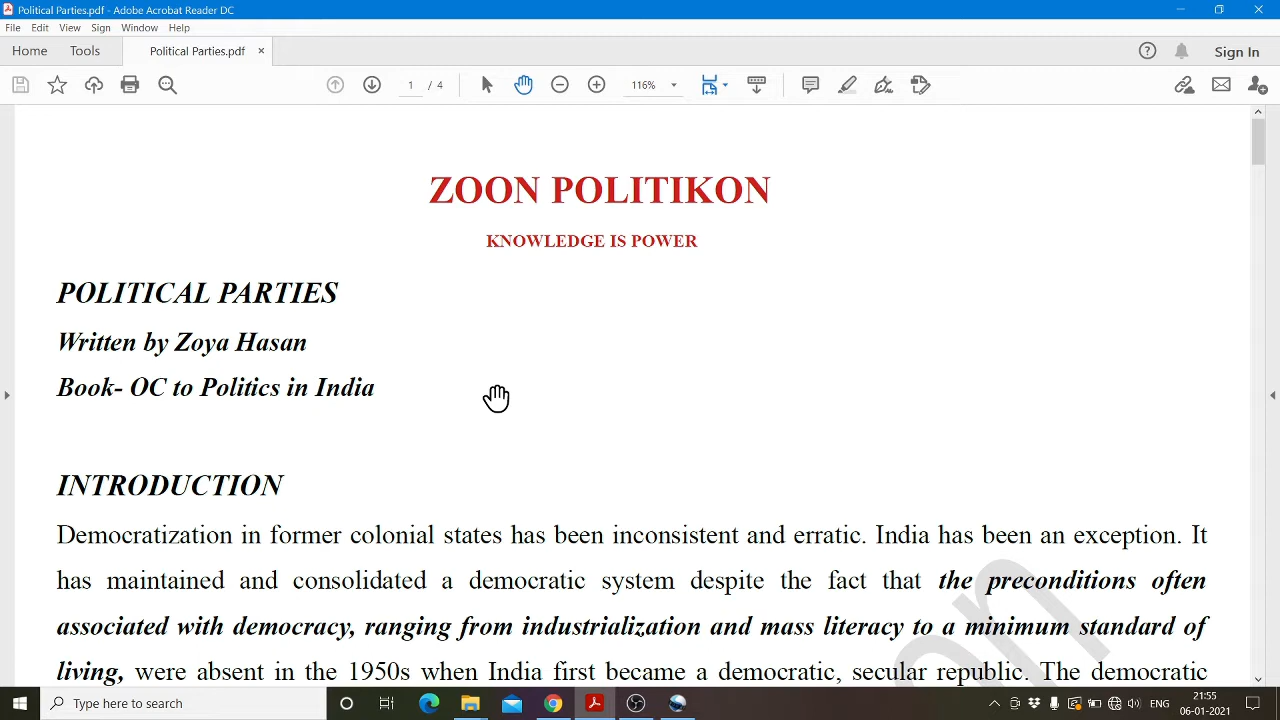 Political Parties.pdf - Adobe Acrobat Reader DC
File Edit View Sign Window Help
Home Tools Political Parties.pdf × Sign In
1 / 4 116%
ZOON POLITIKON
KNOWLEDGE IS POWER
POLITICAL PARTIES
Written by Zoya Hasan
Book- OC to Politics in India
INTRODUCTION
Democratization in former colonial states has been inconsistent and erratic. India has been an exception. It
has maintained and consolidated a democratic system despite the fact that the preconditions often
associated with democracy, ranging from industrialization and mass literacy to a minimum standard of
living, were absent in the 1950s when India first became a democratic, secular republic. The democratic
Type here to search
ENG
21:55
06-01-2021